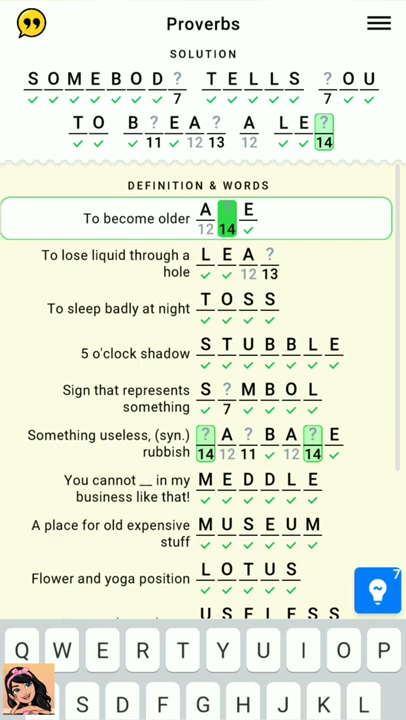 Proverbs
SOLUTION
SOMEBOD? TELLS ?OU
7 7
TO B?EA? A LE?
11 12 13 12 14
DEFINITION & WORDS
To become older A E
12 14
To lose liquid through a hole LEA?
12 13
To sleep badly at night TOSS
5 o'clock shadow STUBBLE
Sign that represents something S?MBOL
7
Something useless, (syn.) rubbish ?A?BA?E
14 12 11 12 14
You cannot __ in my business like that! MEDDLE
A place for old expensive stuff MUSEUM
Flower and yoga position LOTUS
USELESS
7
Q W E R T Y U I O P
S D F G H J K L